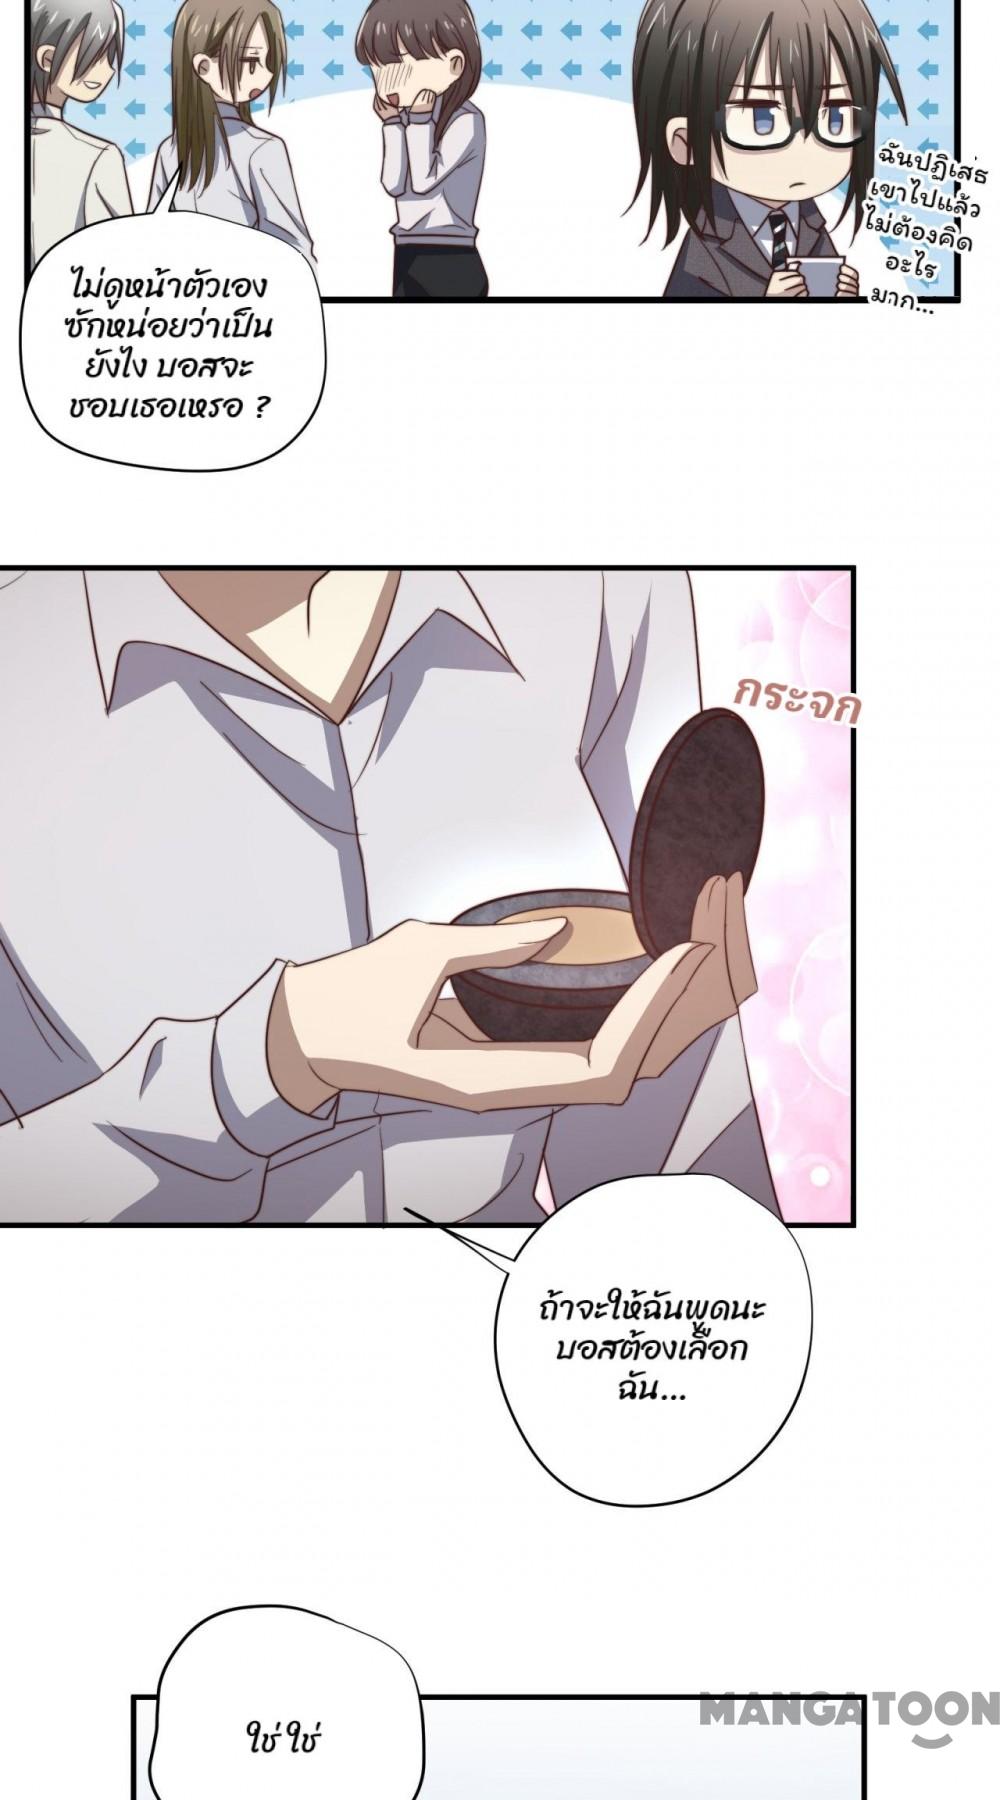 ฉันปฏิเสธ
เขาไปแล้ว
ไม่ต้องคิด
อะไร
มาก...
ไม่ดูหน้าตัวเอง
ซักหน่อยว่าเป็น
ยังไง บอสจะ
ชอบเธอเหรอ ?
กระจก
ถ้าจะให้ฉันพูดนะ
บอสต้องเลือก
ฉัน...
MANGATOON
ใช่ ใช่